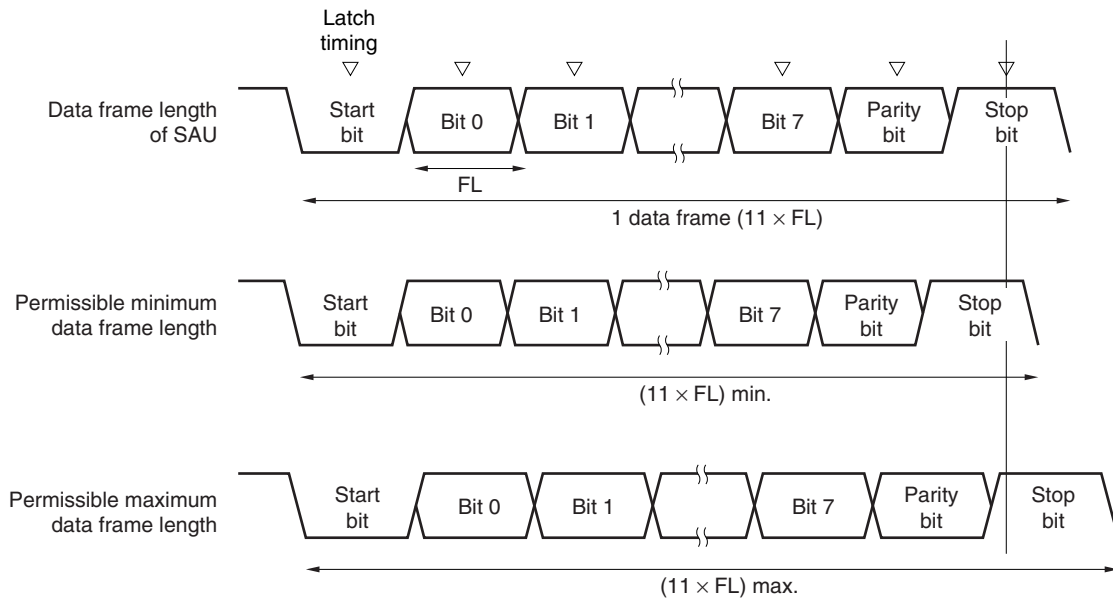 Latch
timing
Data frame length
of SAU
Start
bit
Bit 0
Bit 1
Bit 7
Parity
bit
Stop
bit
FL
1 data frame (11 × FL)
Permissible minimum
data frame length
Start
bit
Bit 0
Bit 1
Bit 7
Parity
bit
Stop
bit
(11 × FL) min.
Permissible maximum
data frame length
Start
bit
Bit 0
Bit 1
Bit 7
Parity
bit
Stop
bit
(11 × FL) max.